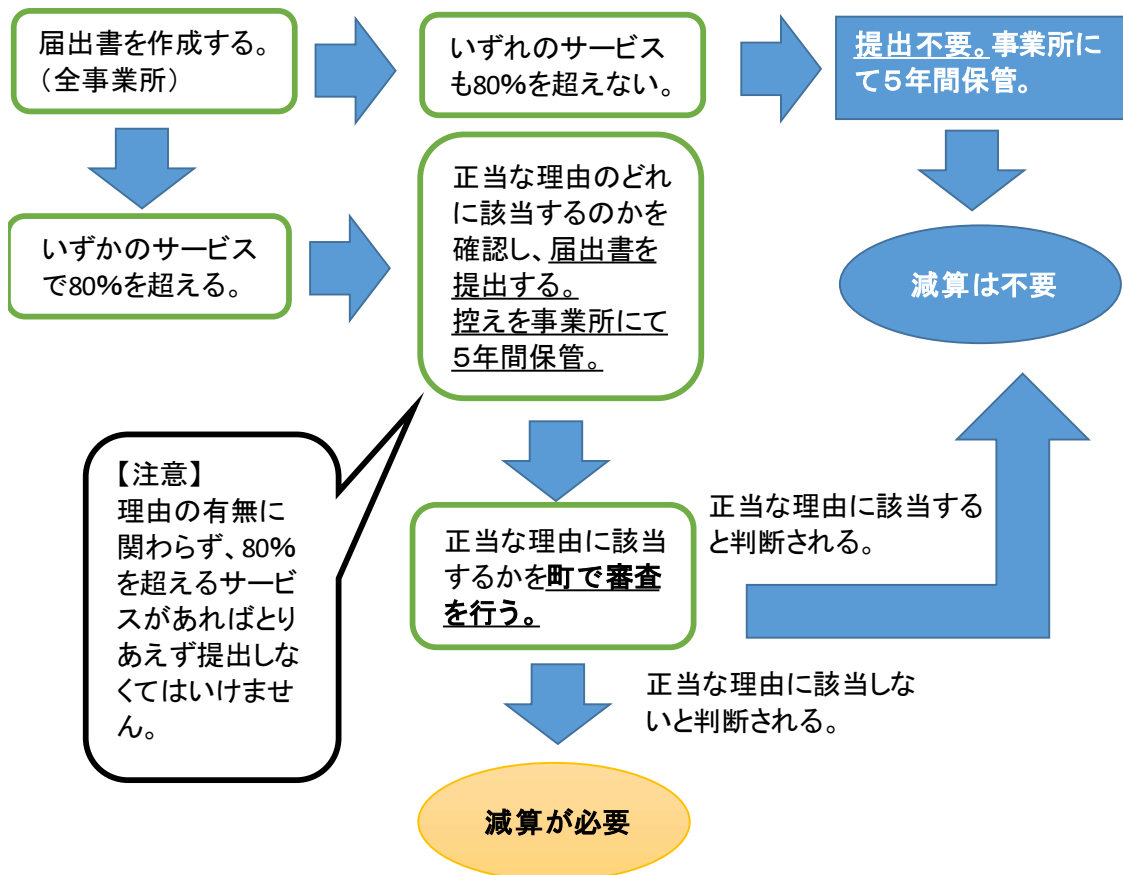 届出書を作成する。
（全事業所）
いずれのサービス
も80%を超えない。
提出不要。事業所に
て５年間保管。
いずかのサービス
で80%を超える。
正当な理由のどれ
に該当するのかを
確認し、届出書を
提出する。
控えを事業所にて
５年間保管。
減算は不要
【注意】
理由の有無に
関わらず、80%
を超えるサービ
スがあればとり
あえず提出しな
くてはいけませ
ん。
正当な理由に該当
するかを町で審査
を行う。
正当な理由に該当する
と判断される。
正当な理由に該当しな
いと判断される。
減算が必要